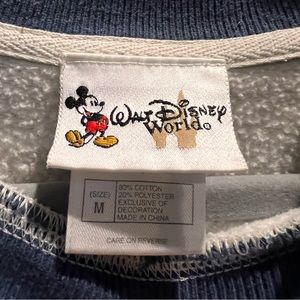 Walt Disney
World®
(SIZE)
M
80% COTTON
20% POLYESTER
EXCLUSIVE OF
DECORATION
MADE IN CHINA
CARE ON REVERSE